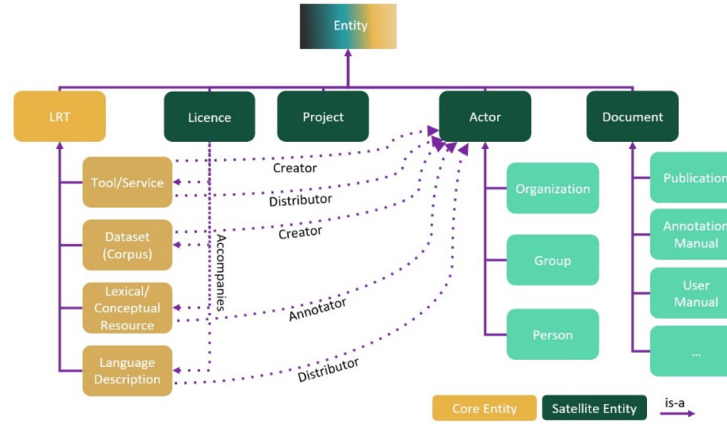 Entity
LRT
Licence
Project
Actor
Document
Tool/Service
Creator
Distributor
Dataset
(Corpus)
Creator
Accompanies
Lexical/
Conceptual
Resource
Annotator
Language
Description
Distributor
Organization
Group
Person
Publication
Annotation
Manual
User
Manual
...
Core Entity
Satellite Entity
is-a